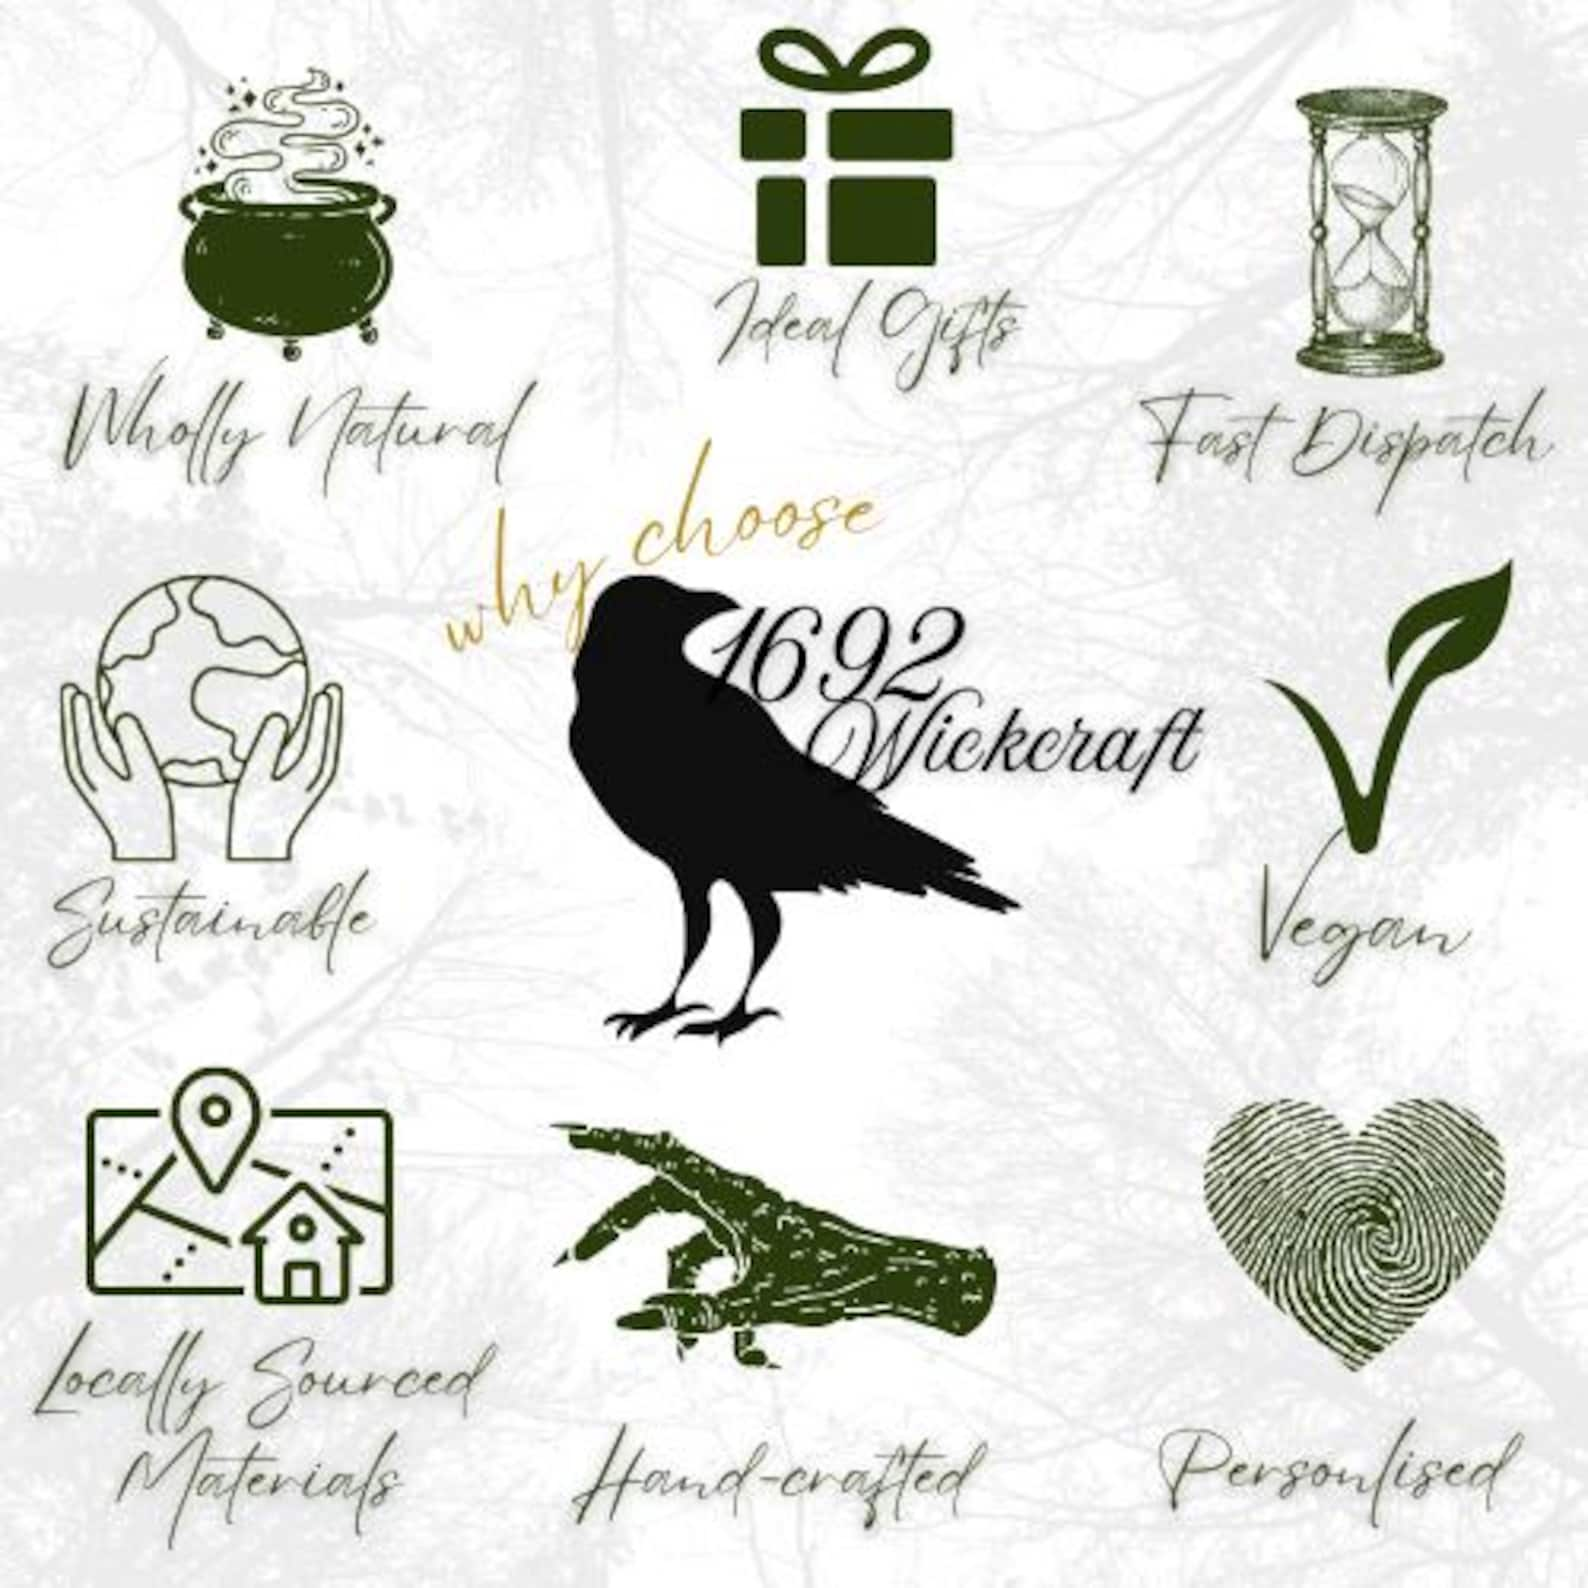 Ideal Gifts
Wholly Natural
Fast Dispatch
why choose
1692
Wickcraft
Sustainable
Vegan
Locally Sourced
Materials
Hand-crafted
Personlised